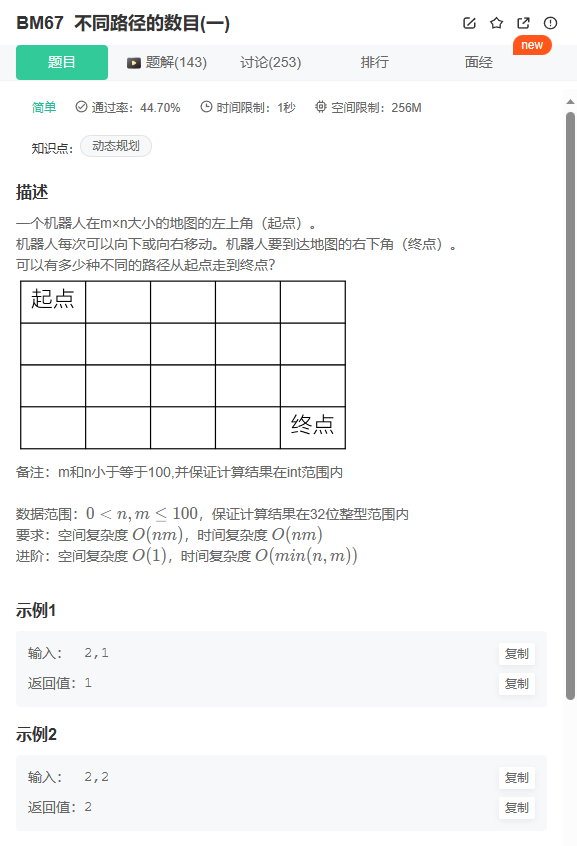 BM67 不同路径的数目(一)
new
题目 题解(143) 讨论(253) 排行 面经
简单 通过率：44.70% 时间限制：1秒 空间限制：256M
知识点： 动态规划
描述
一个机器人在m×n大小的地图的左上角（起点）。
机器人每次可以向下或向右移动。机器人要到达地图的右下角（终点）。
可以有多少种不同的路径从起点走到终点？
起点
终点
备注：m和n小于等于100,并保证计算结果在int范围内
数据范围：0 < n, m ≤ 100，保证计算结果在32位整型范围内
要求：空间复杂度 O(nm)，时间复杂度 O(nm)
进阶：空间复杂度 O(1)，时间复杂度 O(min(n, m))
示例1
输入： 2,1 复制
返回值：1 复制
示例2
输入： 2,2 复制
返回值：2 复制